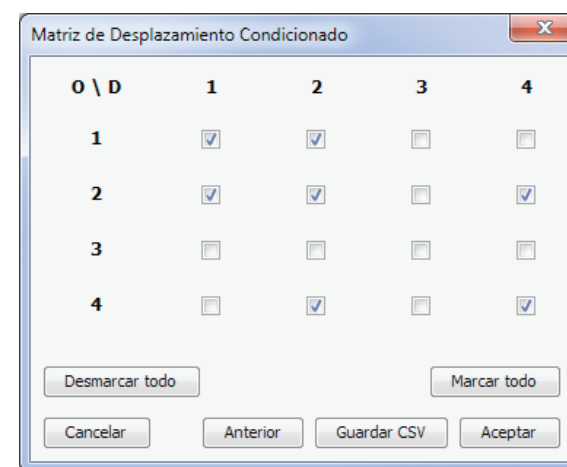 Matriz de Desplazamiento Condicionado
O \ D 1 2 3 4
1
2
3
4
Desmarcar todo Marcar todo
Cancelar Anterior Guardar CSV Aceptar